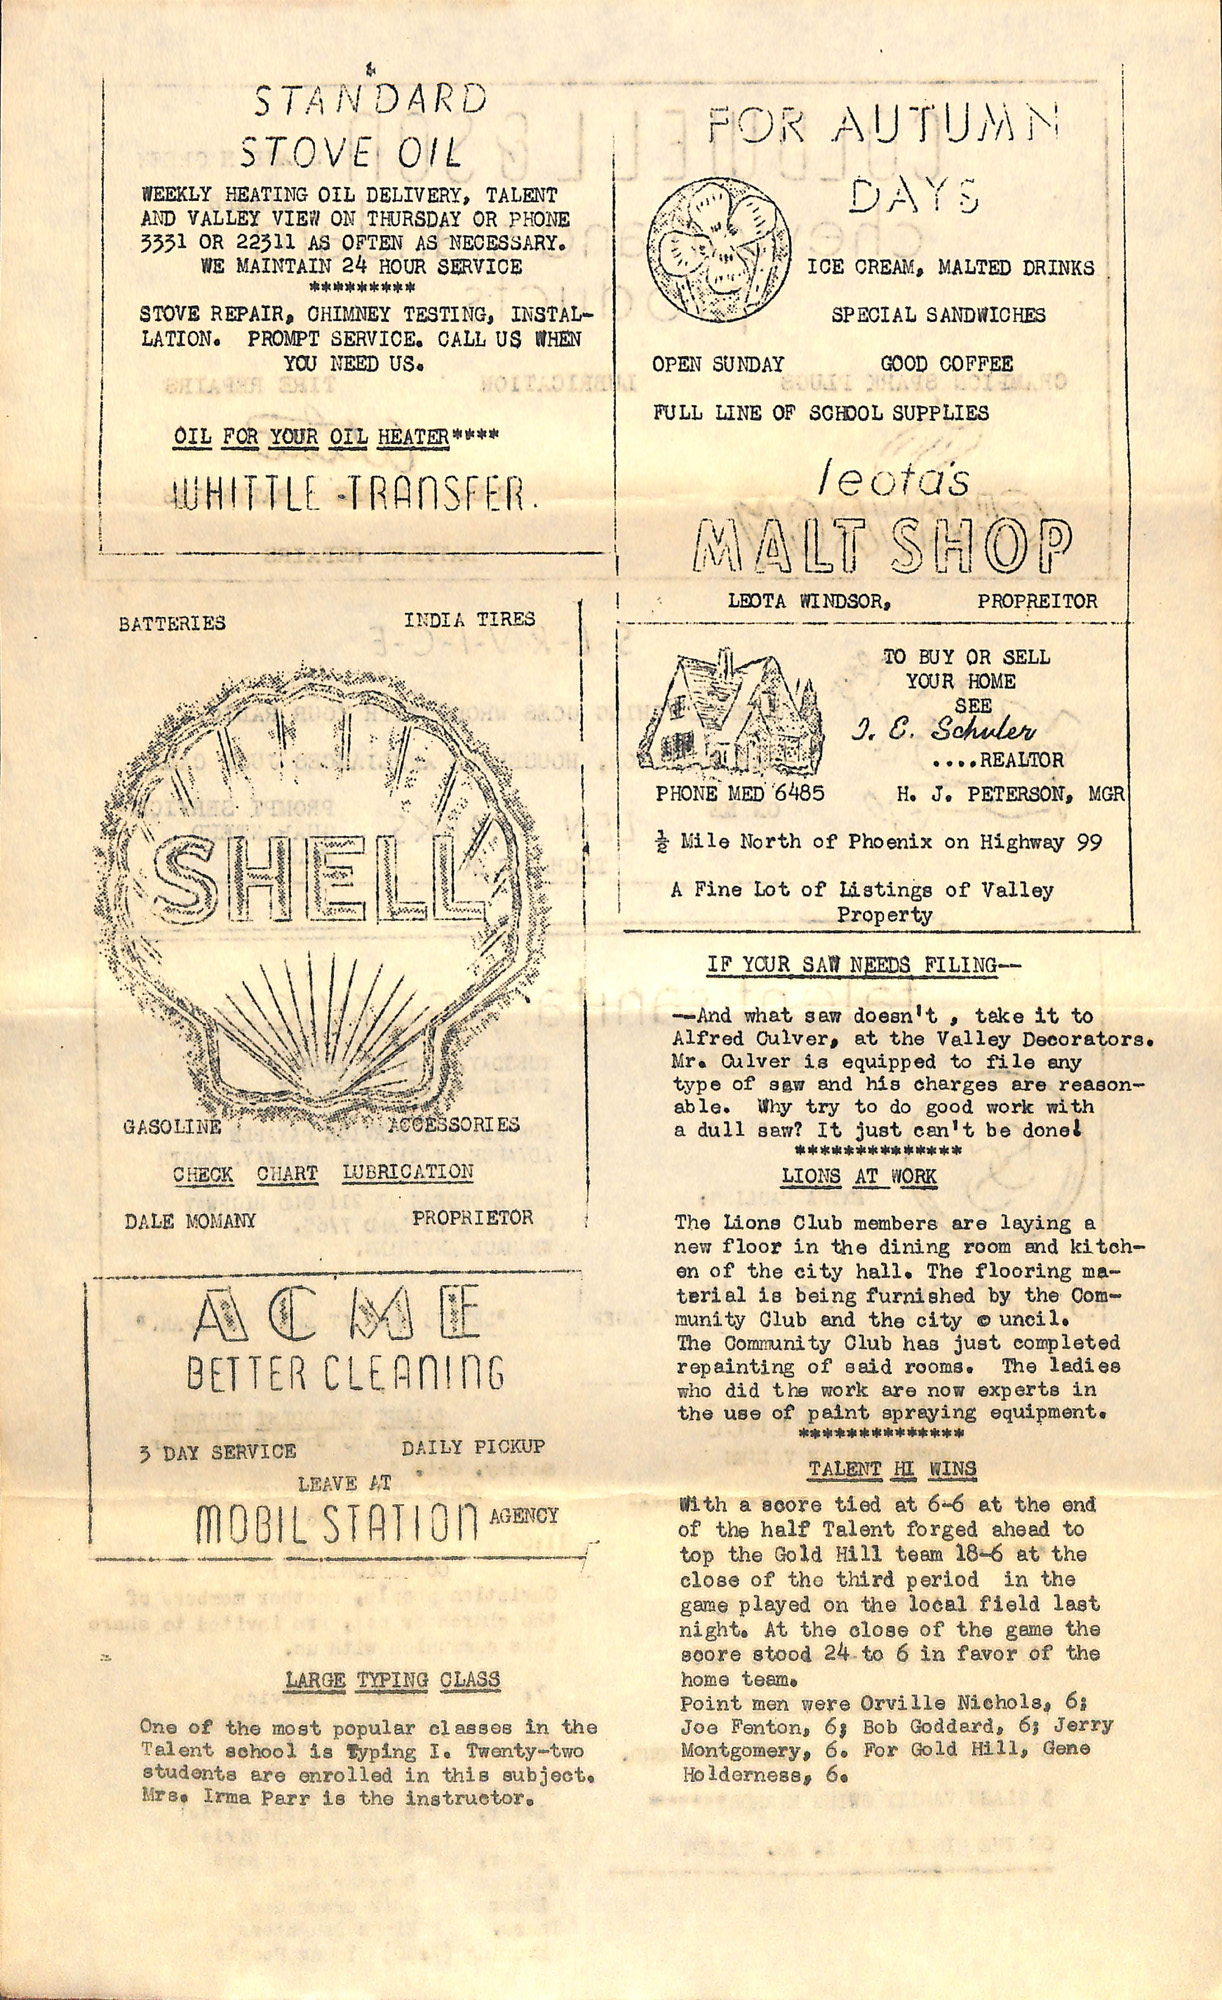 STANDARD
STOVE OIL
WEEKLY HEATING OIL DELIVERY, TALENT
AND VALLEY VIEW ON THURSDAY OR PHONE
3331 OR 22311 AS OFTEN AS NECESSARY.
WE MAINTAIN 24 HOUR SERVICE
*********
STOVE REPAIR, CHIMNEY TESTING, INSTAL-
LATION. PROMPT SERVICE. CALL US WHEN
YOU NEED US.
OIL FOR YOUR OIL HEATER****
WHITTLE TRANSFER.
BATTERIES INDIA TIRES
SHELL
GASOLINE ACCESSORIES
CHECK CHART LUBRICATION
DALE MOMANY PROPRIETOR
ACME
BETTER CLEANING
3 DAY SERVICE DAILY PICKUP
LEAVE AT
MOBIL STATION AGENCY
LARGE TYPING CLASS
One of the most popular classes in the
Talent school is Typing I. Twenty-two
students are enrolled in this subject.
Mrs. Irma Parr is the instructor.
FOR AUTUMN
DAYS
ICE CREAM, MALTED DRINKS
SPECIAL SANDWICHES
OPEN SUNDAY GOOD COFFEE
FULL LINE OF SCHOOL SUPPLIES
leota's
MALT SHOP
LEOTA WINDSOR, PROPREITOR
TO BUY OR SELL
YOUR HOME
SEE
J. E. Schuler
....REALTOR
PHONE MED 6485 H. J. PETERSON, MGR
½ Mile North of Phoenix on Highway 99
A Fine Lot of Listings of Valley
Property
IF YOUR SAW NEEDS FILING--
--And what saw doesn't , take it to
Alfred Culver, at the Valley Decorators.
Mr. Culver is equipped to file any
type of saw and his charges are reason-
able. Why try to do good work with
a dull saw? It just can't be done!
**************
LIONS AT WORK
The Lions Club members are laying a
new floor in the dining room and kitch-
en of the city hall. The flooring ma-
terial is being furnished by the Com-
munity Club and the city council.
The Community Club has just completed
repainting of said rooms. The ladies
who did the work are now experts in
the use of paint spraying equipment.
**************
TALENT HI WINS
With a score tied at 6-6 at the end
of the half Talent forged ahead to
top the Gold Hill team 18-6 at the
close of the third period in the
game played on the local field last
night. At the close of the game the
score stood 24 to 6 in favor of the
home team.
Point men were Orville Nichols, 6;
Joe Fenton, 6; Bob Goddard, 6; Jerry
Montgomery, 6. For Gold Hill, Gene
Holderness, 6.